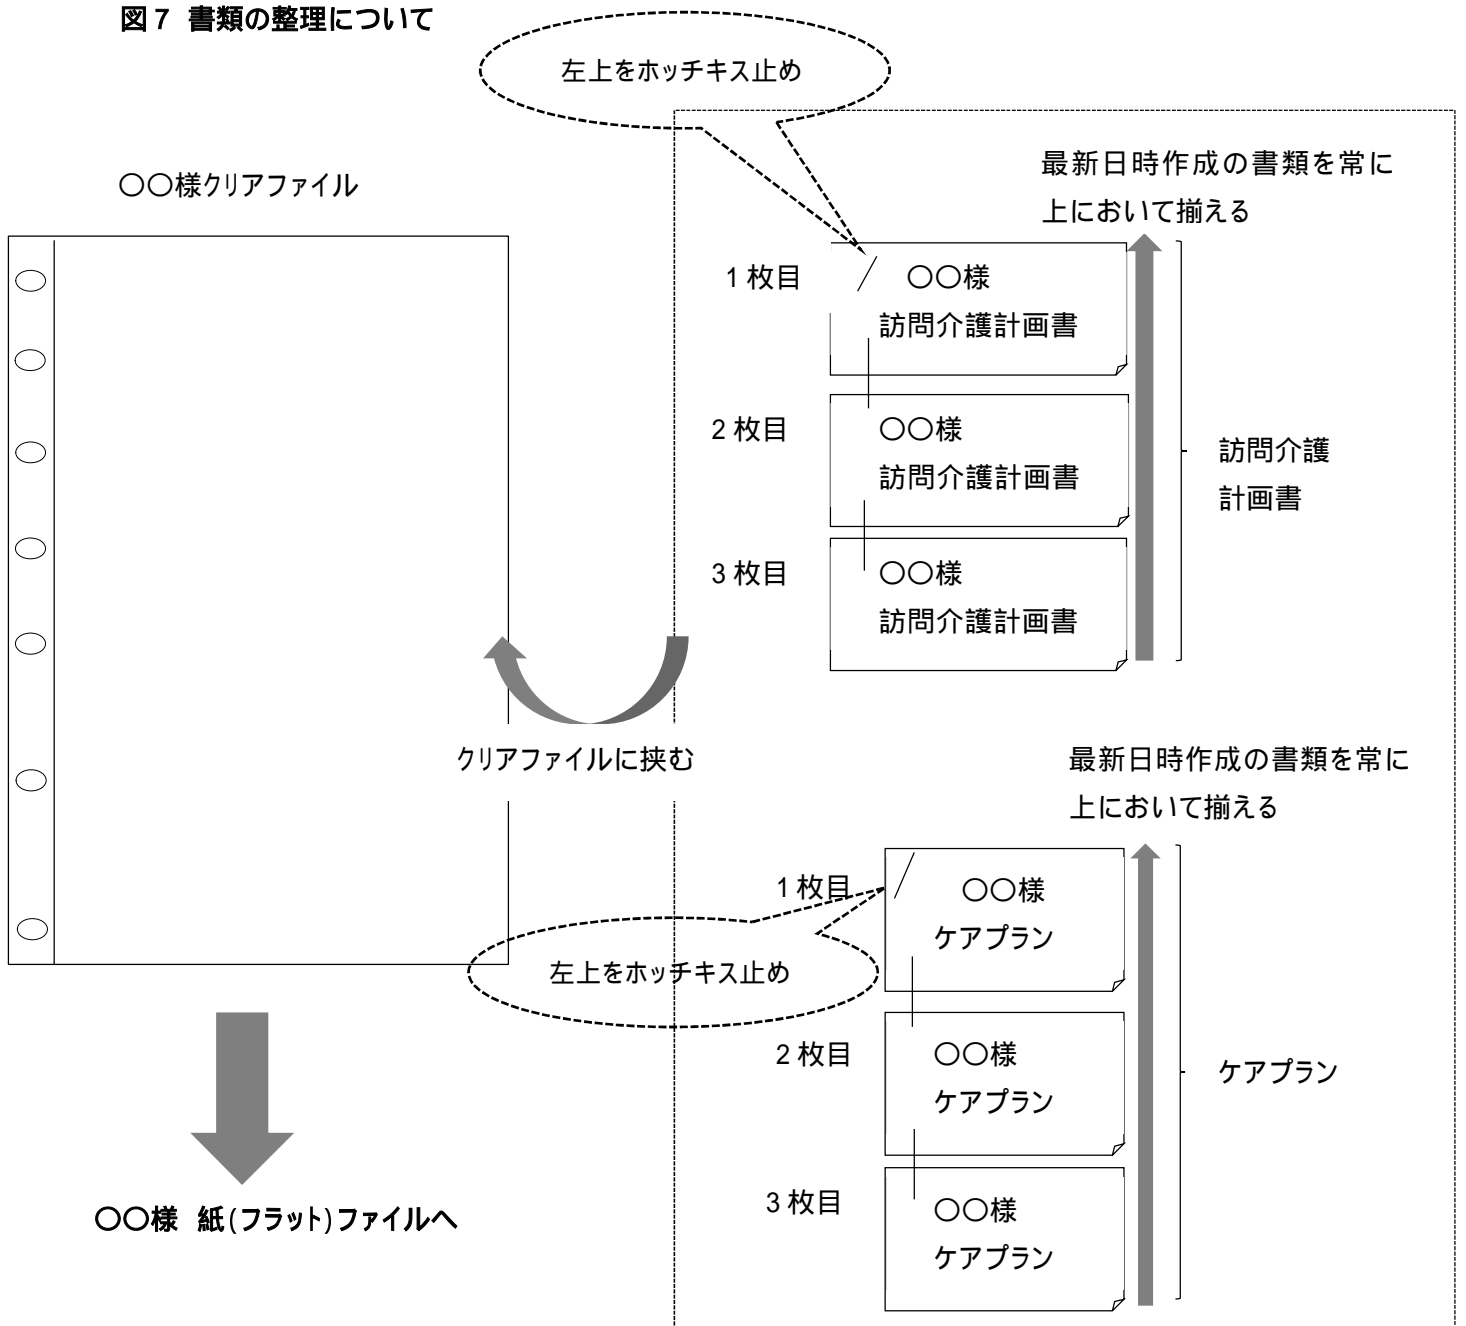 図7 書類の整理について
左上をホッチキス止め
〇〇様クリアファイル
最新日時作成の書類を常に
上において揃える
1枚目
〇〇様
訪問介護計画書
2枚目
〇〇様
訪問介護計画書
3枚目
〇〇様
訪問介護計画書
訪問介護
計画書
クリアファイルに挟む
最新日時作成の書類を常に
上において揃える
1枚目
〇〇様
ケアプラン
左上をホッチキス止め
2枚目
〇〇様
ケアプラン
3枚目
〇〇様
ケアプラン
ケアプラン
〇〇様 紙(フラット)ファイルへ